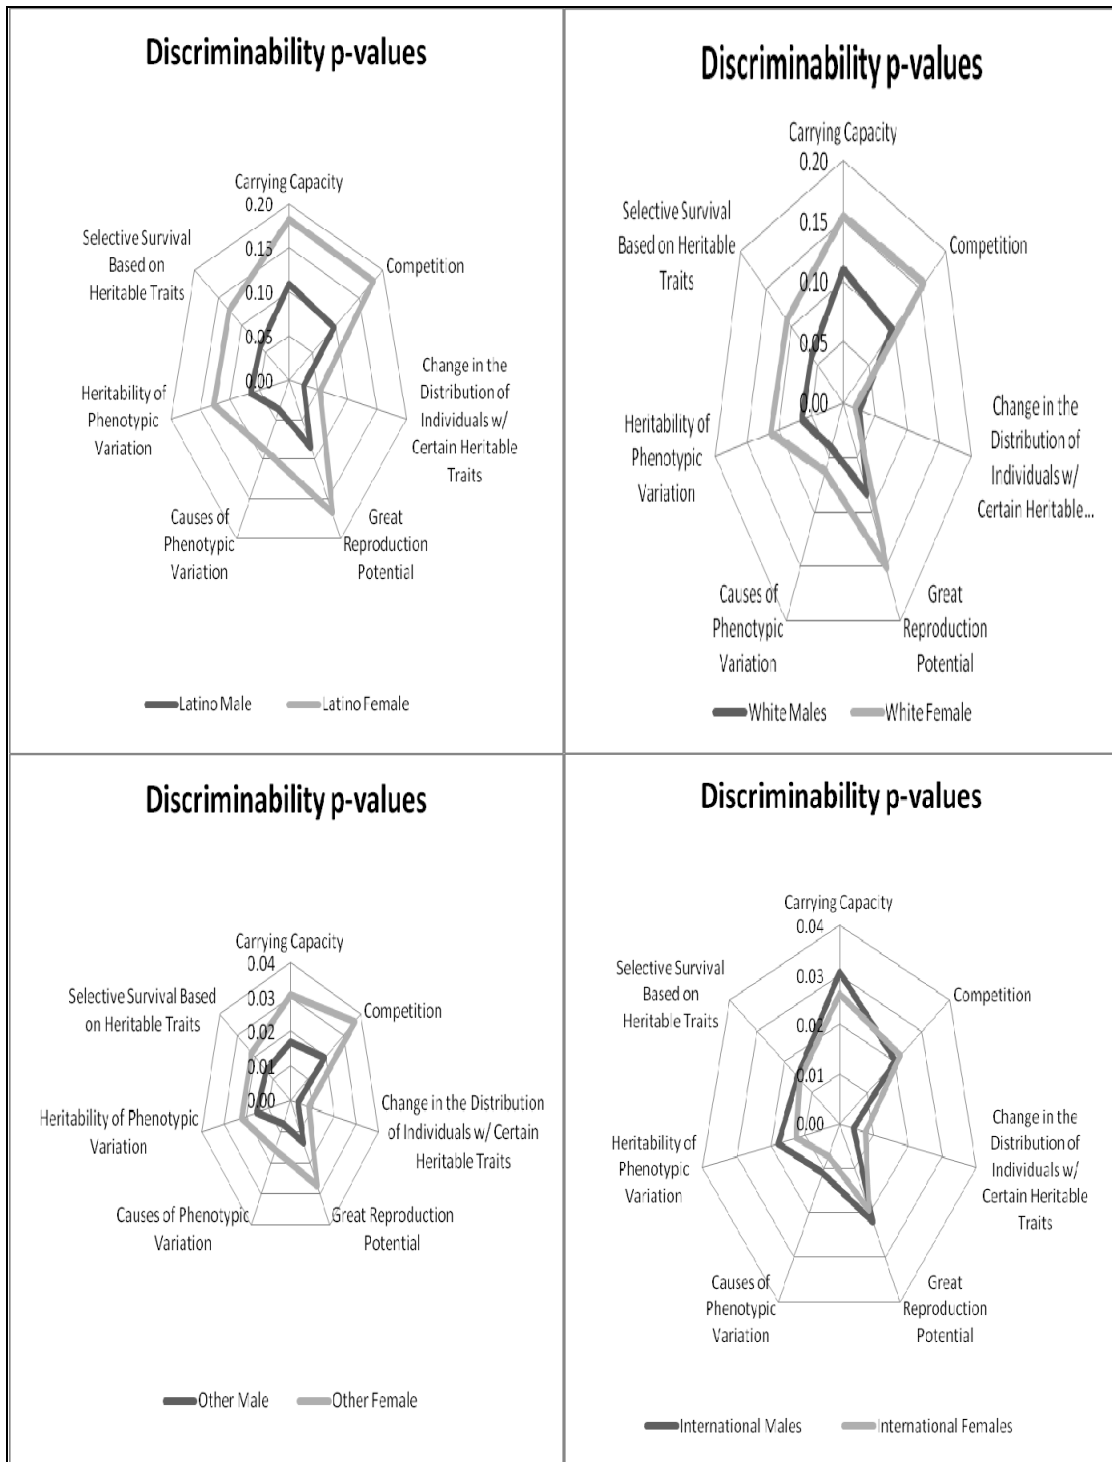 Discriminability p-values
Carrying Capacity
0.20
0.15
0.10
0.05
0.00
Competition
Change in the
Distribution of
Individuals w/
Certain Heritable
Traits
Great
Reproduction
Potential
Causes of
Phenotypic
Variation
Heritability of
Phenotypic
Variation
Selective Survival
Based on
Heritable Traits
Latino Male
Latino Female
Discriminability p-values
Carrying Capacity
0.20
0.15
0.10
0.05
0.00
Competition
Change in the
Distribution of
Individuals w/
Certain Heritable...
Great
Reproduction
Potential
Causes of
Phenotypic
Variation
Heritability of
Phenotypic
Variation
Selective Survival
Based on Heritable
Traits
White Males
White Female
Discriminability p-values
Carrying Capacity
0.04
0.03
0.02
0.01
0.00
Competition
Change in the Distribution
of Individuals w/ Certain
Heritable Traits
Great Reproduction
Potential
Causes of Phenotypic
Variation
Heritability of Phenotypic
Variation
Selective Survival Based
on Heritable Traits
Other Male
Other Female
Discriminability p-values
Carrying Capacity
0.04
0.03
0.02
0.01
0.00
Competition
Change in the
Distribution of
Individuals w/
Certain Heritable
Traits
Great
Reproduction
Potential
Causes of
Phenotypic
Variation
Heritability of
Phenotypic
Variation
Selective Survival
Based on
Heritable Traits
International Males
International Females